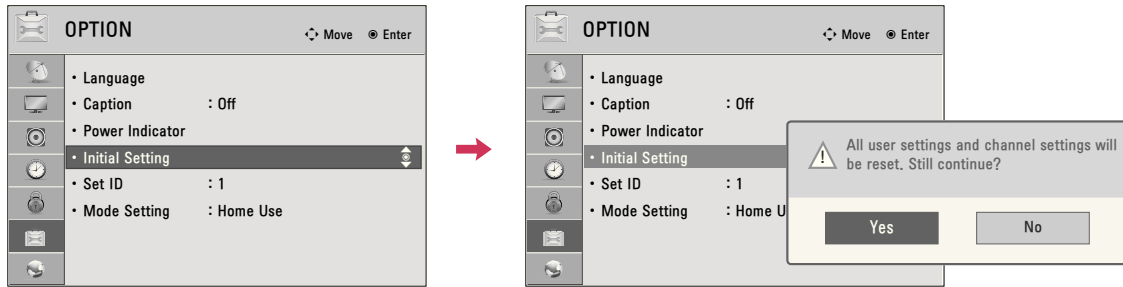 OPTION Move Enter
• Language
• Caption : Off
• Power Indicator
• Initial Setting
• Set ID : 1
• Mode Setting : Home Use
OPTION Move Enter
• Language
• Caption : Off
• Power Indicator
• Initial Setting
• Set ID : 1
• Mode Setting : Home U
All user settings and channel settings will
be reset. Still continue?
Yes No